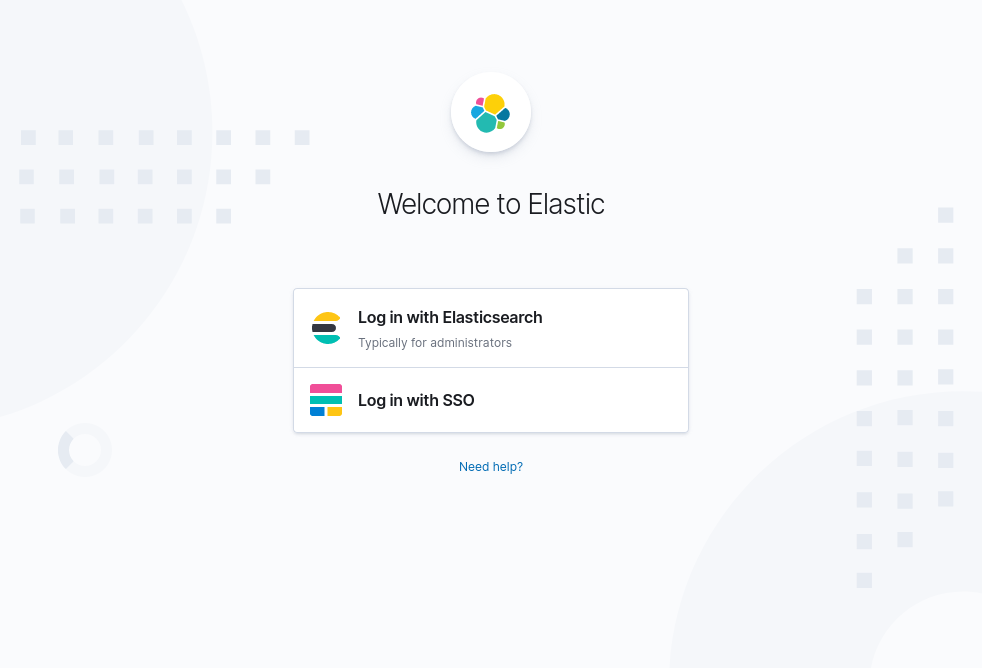 Welcome to Elastic
Log in with Elasticsearch
Typically for administrators
Log in with SSO
Need help?